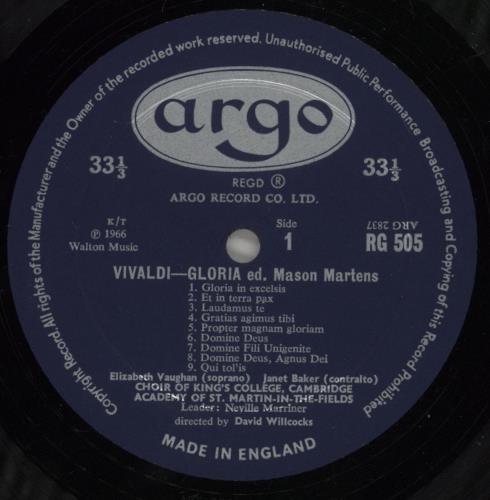 Copyright Record All rights of the Manufacturer and the Owner of the recorded work reserved. Unauthorised Public Performance Broadcasting and Copying of this Record Prohibited
argo
33⅓
33⅓
REGD ®
ARGO RECORD CO. LTD.
K/T
℗ 1966
Walton Music
Side
1
ARG 2837
RG 505
VIVALDI—GLORIA ed. Mason Martens
1. Gloria in excelsis
2. Et in terra pax
3. Laudamus te
4. Gratias agimus tibi
5. Propter magnam gloriam
6. Domine Deus
7. Domine Fili Unigenite
8. Domine Deus, Agnus Dei
9. Qui tol'is
Elizabeth Vaughan (soprano) Janet Baker (contralto)
CHOIR OF KING'S COLLEGE, CAMBRIDGE
ACADEMY OF ST. MARTIN-IN-THE-FIELDS
Leader: Neville Marriner
directed by David Willcocks
MADE IN ENGLAND